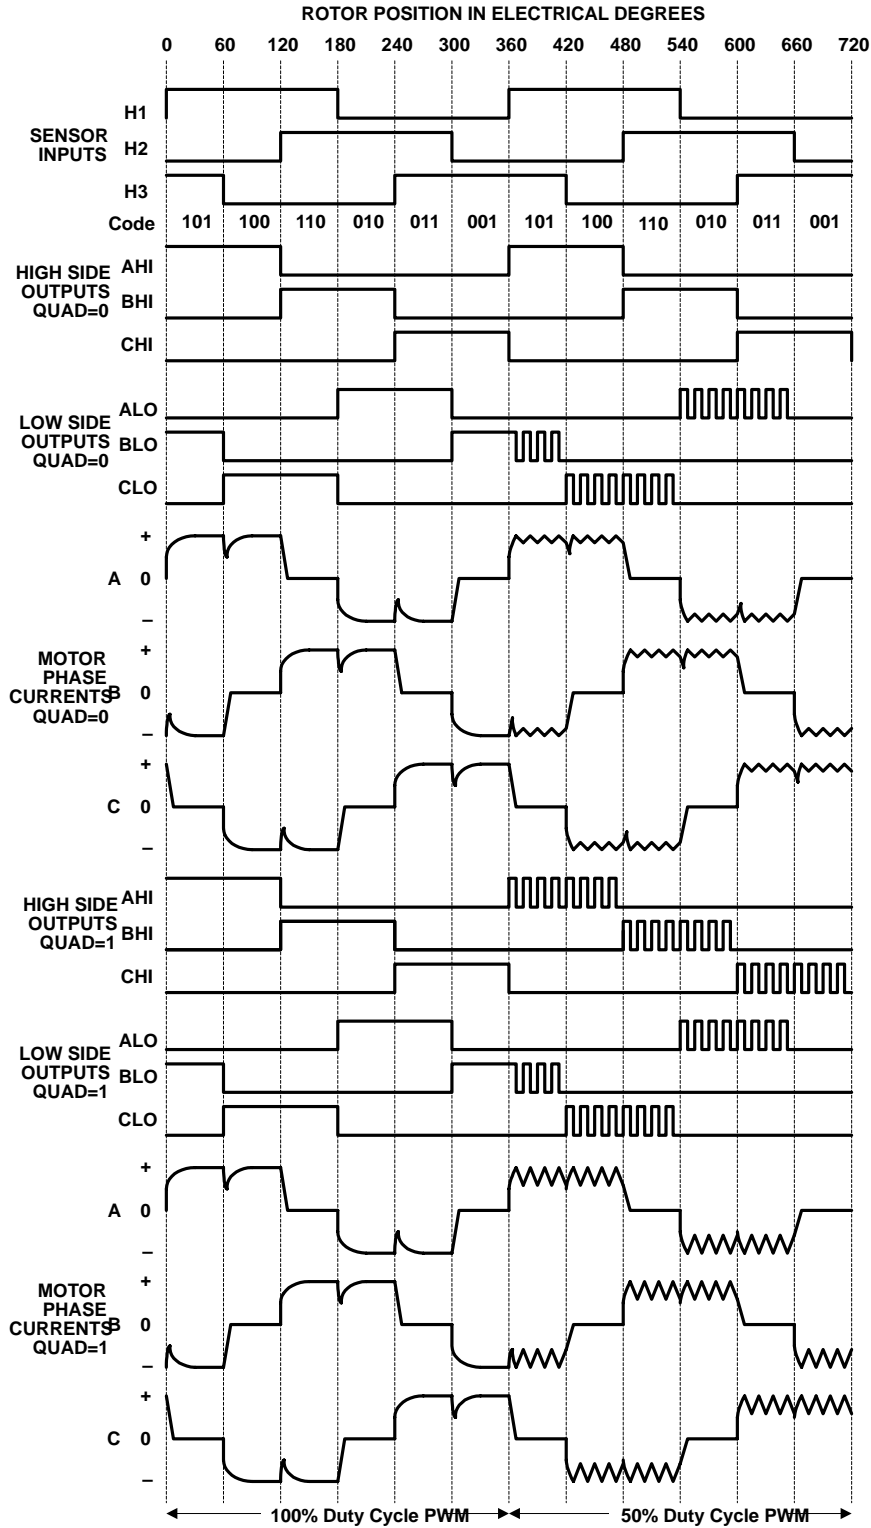 ROTOR POSITION IN ELECTRICAL DEGREES
0 60 120 180 240 300 360 420 480 540 600 660 720
H1
SENSOR
INPUTS
H2
H3
Code 101 100 110 010 011 001 101 100 110 010 011 001
HIGH SIDE
OUTPUTS
QUAD=0
AHI
BHI
CHI
LOW SIDE
OUTPUTS
QUAD=0
ALO
BLO
CLO
+
A 0
–
MOTOR
PHASE
CURRENTS
QUAD=0
+
B 0
–
+
C 0
–
HIGH SIDE
OUTPUTS
QUAD=1
AHI
BHI
CHI
LOW SIDE
OUTPUTS
QUAD=1
ALO
BLO
CLO
+
A 0
–
MOTOR
PHASE
CURRENTS
QUAD=1
+
B 0
–
+
C 0
–
100% Duty Cycle PWM 50% Duty Cycle PWM